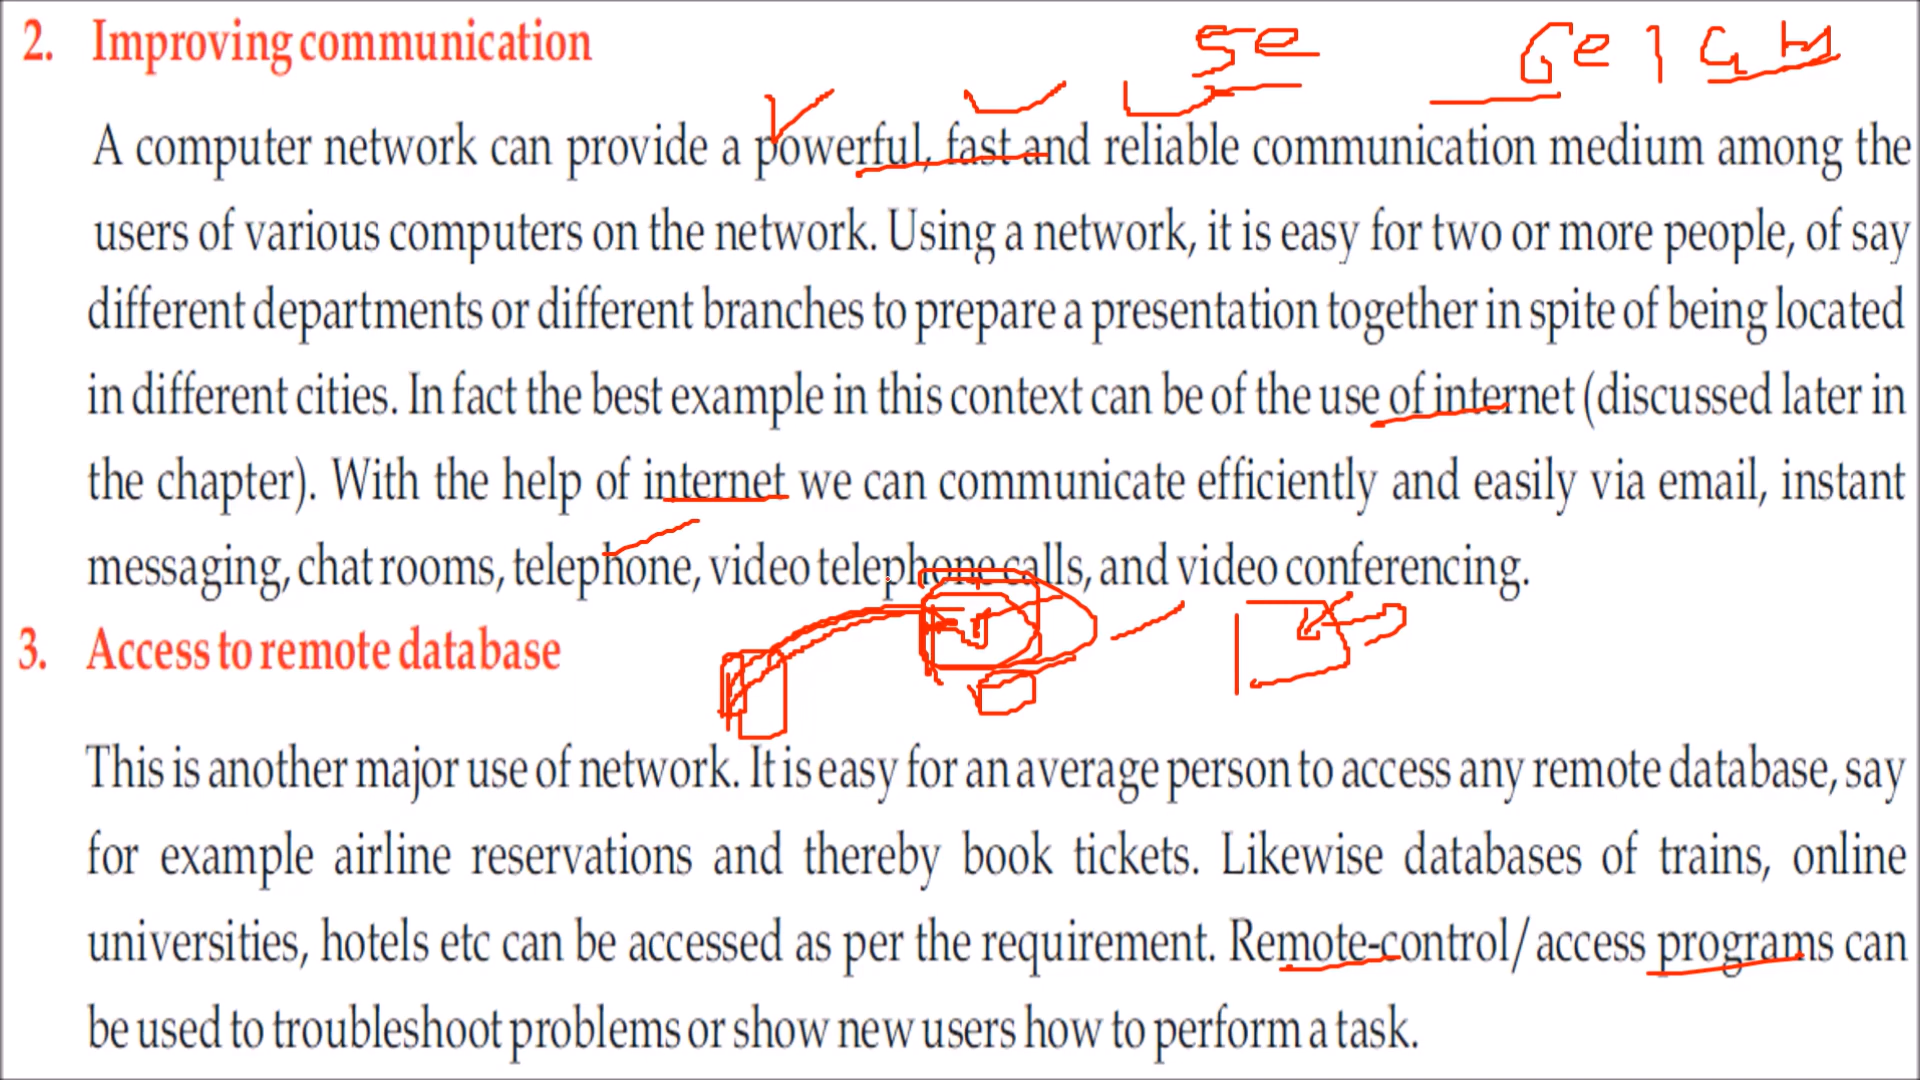 2. Improving communication
A computer network can provide a powerful, fast and reliable communication medium among the
users of various computers on the network. Using a network, it is easy for two or more people, of say
different departments or different branches to prepare a presentation together in spite of being located
in different cities. In fact the best example in this context can be of the use of internet (discussed later in
the chapter). With the help of internet we can communicate efficiently and easily via email, instant
messaging, chat rooms, telephone, video telephone calls, and video conferencing.
3. Access to remote database
This is another major use of network. It is easy for an average person to access any remote database, say
for example airline reservations and thereby book tickets. Likewise databases of trains, online
universities, hotels etc can be accessed as per the requirement. Remote-control/access programs can
be used to troubleshoot problems or show new users how to perform a task.